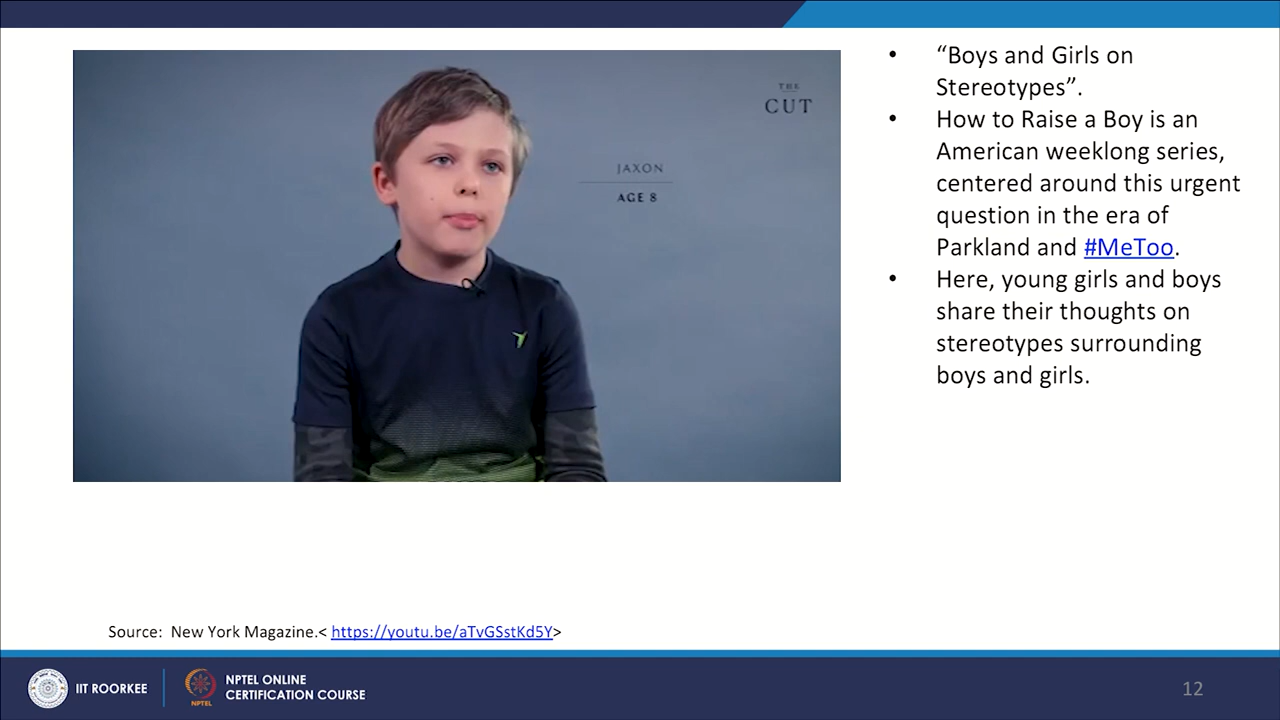 THE
CUT
JAXON
AGE 8
• “Boys and Girls on
Stereotypes”.
• How to Raise a Boy is an
American weeklong series,
centered around this urgent
question in the era of
Parkland and #MeToo.
• Here, young girls and boys
share their thoughts on
stereotypes surrounding
boys and girls.
Source: New York Magazine.< https://youtu.be/aTvGSstKd5Y>
IIT ROORKEE
NPTEL
NPTEL ONLINE
CERTIFICATION COURSE
12